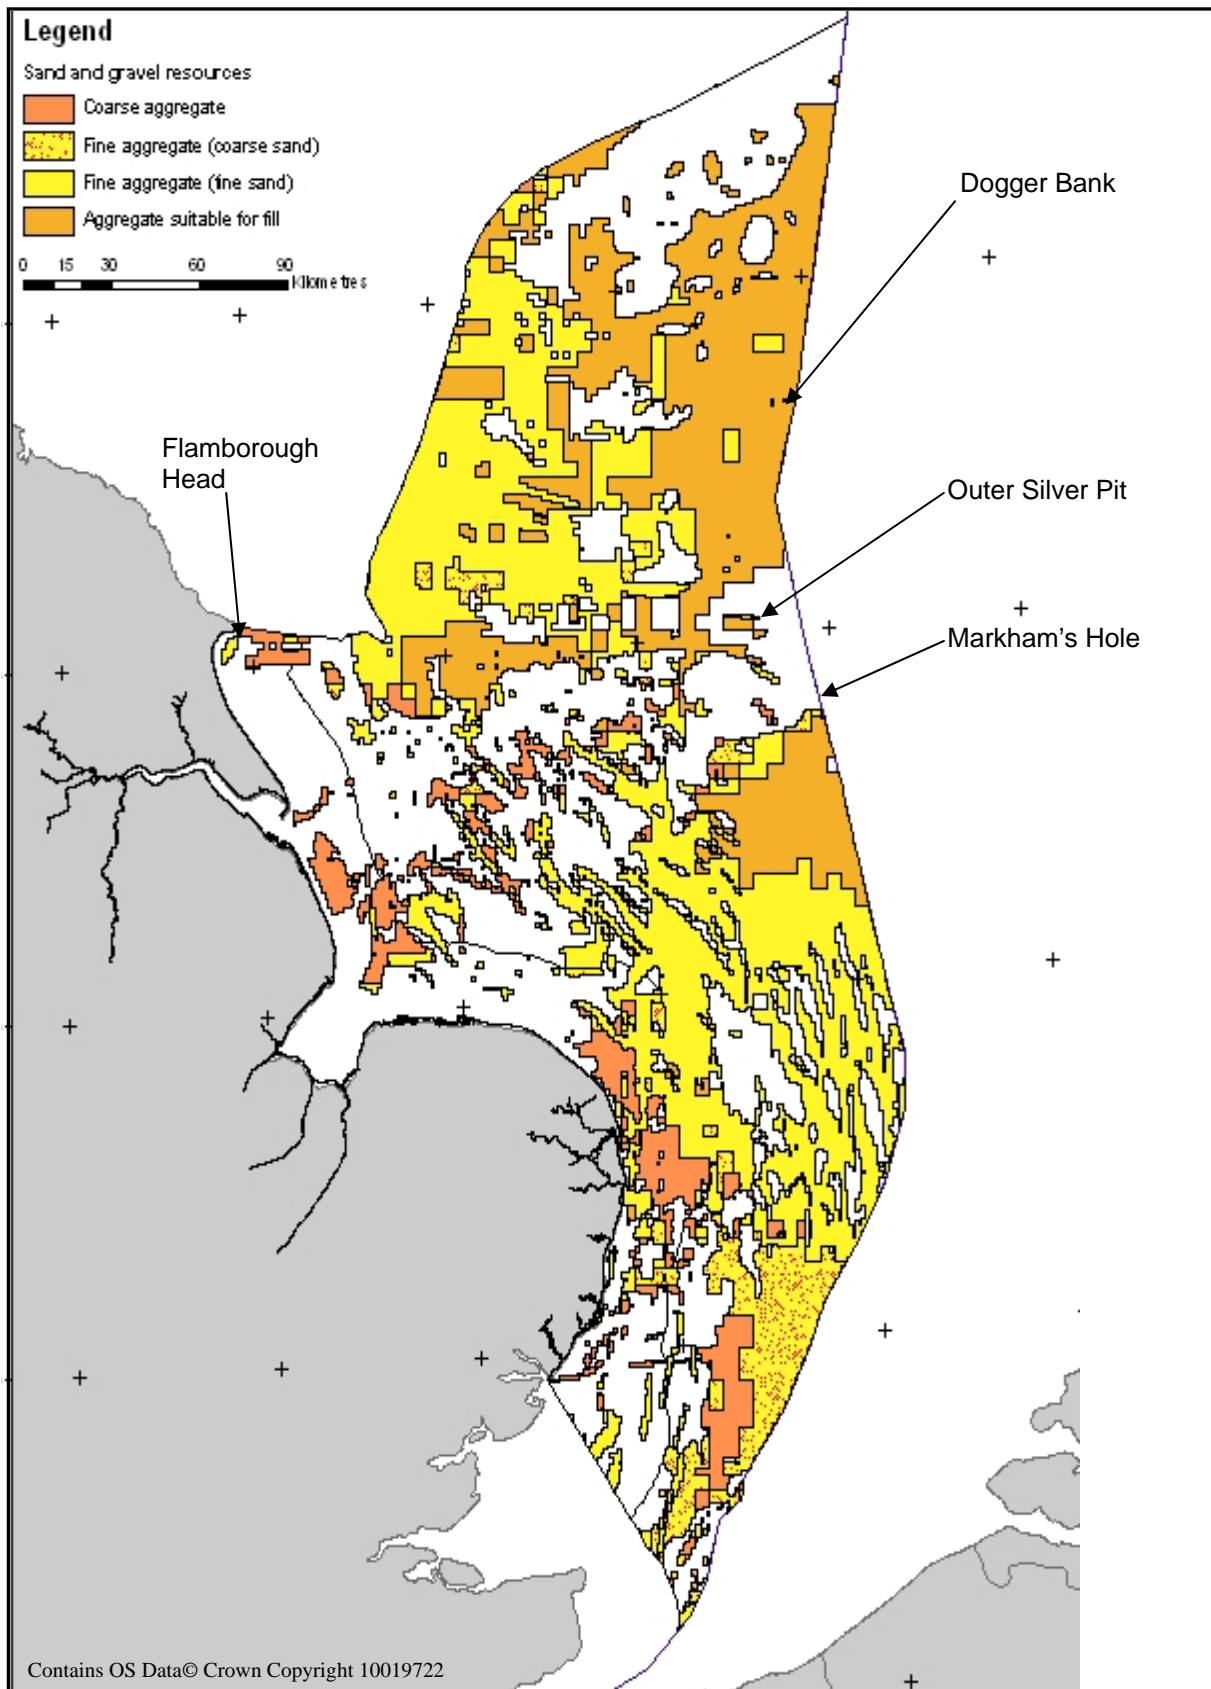 Legend
Sand and gravel resources
Coarse aggregate
Fine aggregate (coarse sand)
Fine aggregate (fine sand)
Aggregate suitable for fill
0 15 30 60 90
Kilometres
Dogger Bank
Flamborough
Head
Outer Silver Pit
Markham's Hole
Contains OS Data© Crown Copyright 10019722